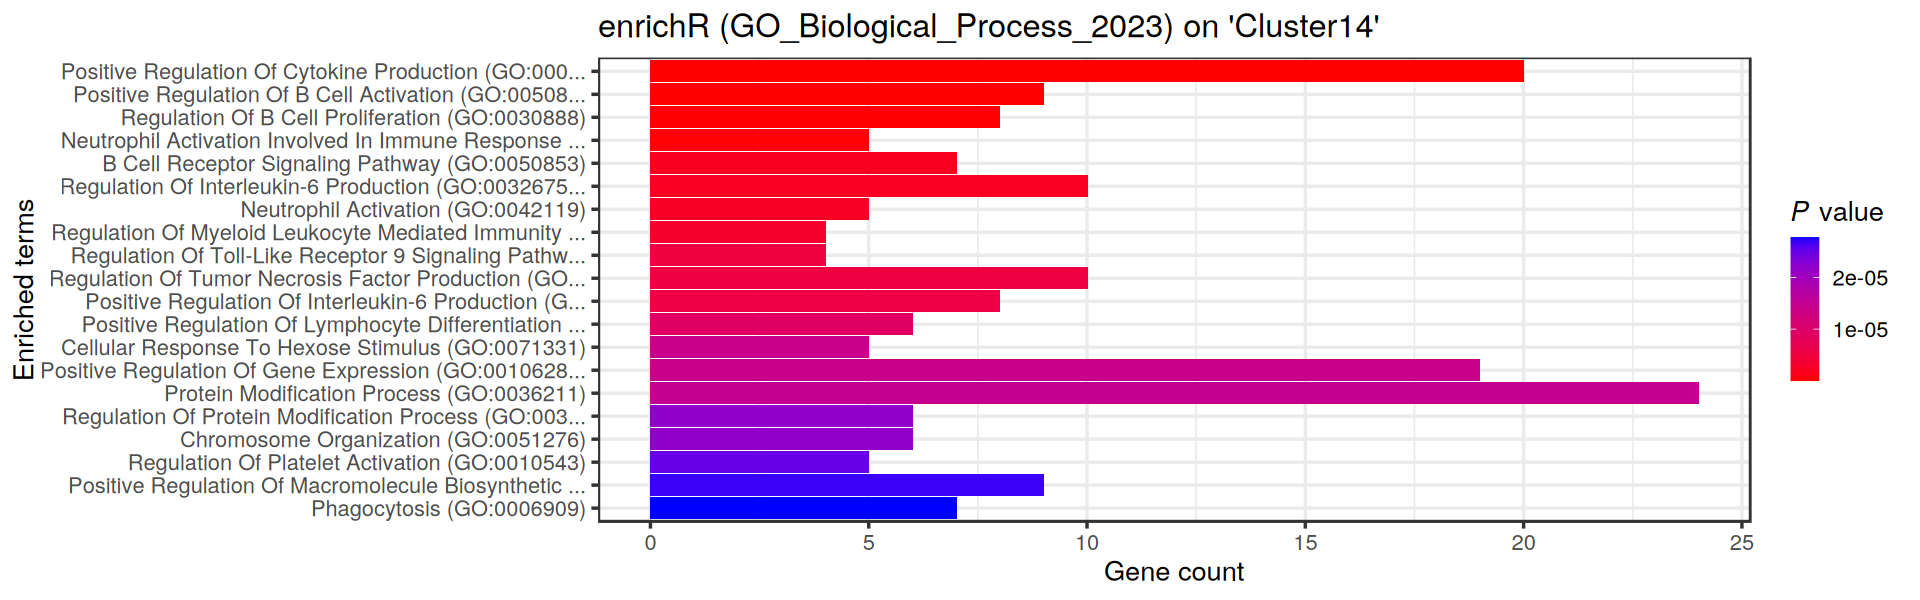 enrichR (GO_Biological_Process_2023) on 'Cluster14'
Enriched terms
Positive Regulation Of Cytokine Production (GO:000...
Positive Regulation Of B Cell Activation (GO:00508...
Regulation Of B Cell Proliferation (GO:0030888)
Neutrophil Activation Involved In Immune Response ...
B Cell Receptor Signaling Pathway (GO:0050853)
Regulation Of Interleukin-6 Production (GO:0032675...
Neutrophil Activation (GO:0042119)
Regulation Of Myeloid Leukocyte Mediated Immunity ...
Regulation Of Toll-Like Receptor 9 Signaling Pathw...
Regulation Of Tumor Necrosis Factor Production (GO...
Positive Regulation Of Interleukin-6 Production (G...
Positive Regulation Of Lymphocyte Differentiation ...
Cellular Response To Hexose Stimulus (GO:0071331)
Positive Regulation Of Gene Expression (GO:0010628...
Protein Modification Process (GO:0036211)
Regulation Of Protein Modification Process (GO:003...
Chromosome Organization (GO:0051276)
Regulation Of Platelet Activation (GO:0010543)
Positive Regulation Of Macromolecule Biosynthetic ...
Phagocytosis (GO:0006909)
0 5 10 15 20 25
Gene count
P value
2e-05
1e-05